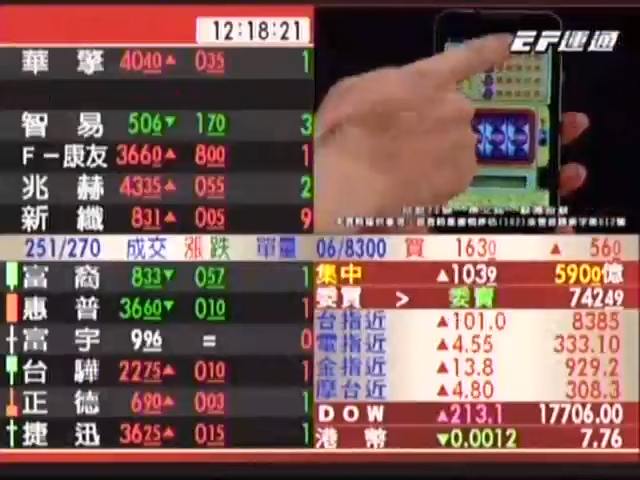 12:18:21
華擎 4040▲ 035 1
智易 506▼ 170 3
F－康友 3660▲ 800 1
兆赫 4335▲ 055 2
新纖 831▲ 005 9
EF 運通
251/270 成交 漲跌 單量
富裔 833▼ 057 1
惠普 3660▼ 010 1
富宇 996 = 0
台驊 2275▲ 010 1
正德 690▲ 003 1
捷迅 3625▲ 015 1
06/8300 買 1630 ▲ 560
集中 ▲1039 5900億
委買 > 委賣 74249
台指近 ▲101.0 8385
電指近 ▲4.55 333.10
金指近 ▲13.8 929.2
摩台近 ▲4.80 308.3
DOW ▲213.1 17706.00
港幣 ▼0.0012 7.76